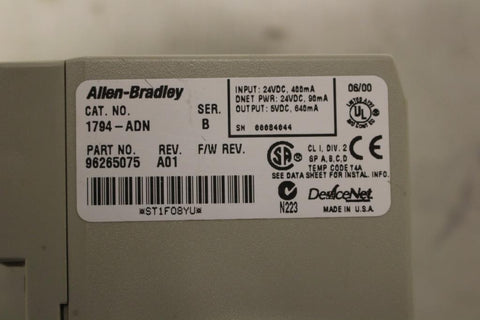 Allen-Bradley
CAT. NO. SER.
1794-ADN B
PART NO. REV. F/W REV.
96265075 A01
*ST1F08YU*
INPUT: 24VDC, 400mA
DNET PWR: 24VDC, 90mA
OUTPUT: 5VDC, 640mA
SN 000B4044
06/00
UL
CL I, DIV. 2
GP A, B, C, D
TEMP CODE T4A
SEE DATA SHEET FOR INSTAL. INFO.
N223
DeviceNet
MADE IN U.S.A.